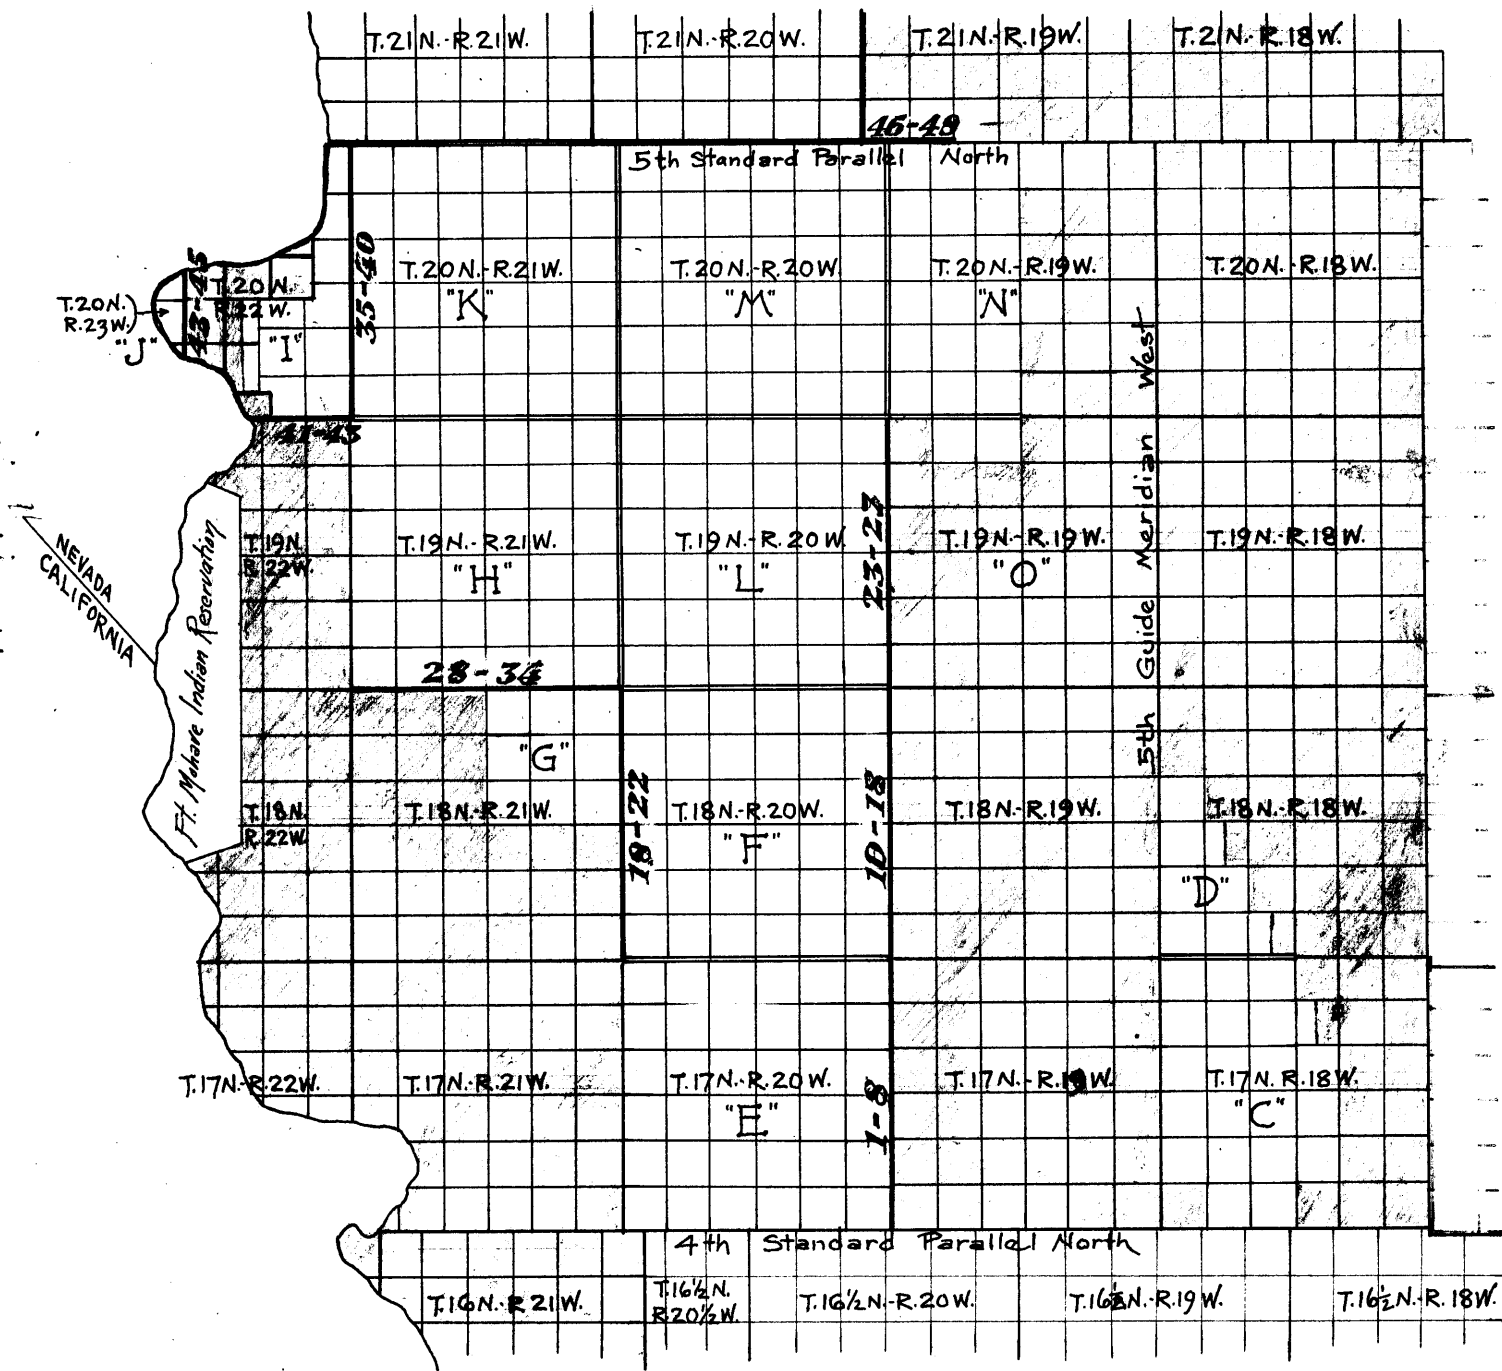 T.21N.-R.21W. T.21N.-R.20W. T.21N.-R.19W. T.21N.-R.18W.
46-48
5th Standard Parallel North
35-40
43-45
T.20N.-R.21W. T.20N.-R.20W. T.20N.-R.19W. T.20N.-R.18W.
"K" "M" "N"
T.20N.
R.22W.
"I"
T.20N.
R.23W.
"J"
41-43
5th Guide Meridian West
NEVADA
CALIFORNIA
Ft. Mohave Indian Reservation
T.19N.
R.22W.
T.19N.-R.21W. T.19N.-R.20W. T.19N.-R.19W. T.19N.-R.18W.
"H" "L" "O"
23-27
28-34
"G"
T.18N.
R.22W.
T.18N.-R.21W. T.18N.-R.20W. T.18N.-R.19W. T.18N.-R.18W.
"F"
18-22
10-18
"D"
T.17N.-R.22W. T.17N.-R.21W. T.17N.-R.20W. T.17N.-R.19W. T.17N. R.18W.
"E" "C"
1-8
4th Standard Parallel North
T.16N.-R.21W.
T.16½N.
R.20½W.
T.16½N.-R.20W. T.16½N.-R.19W. T.16½N.-R.18W.